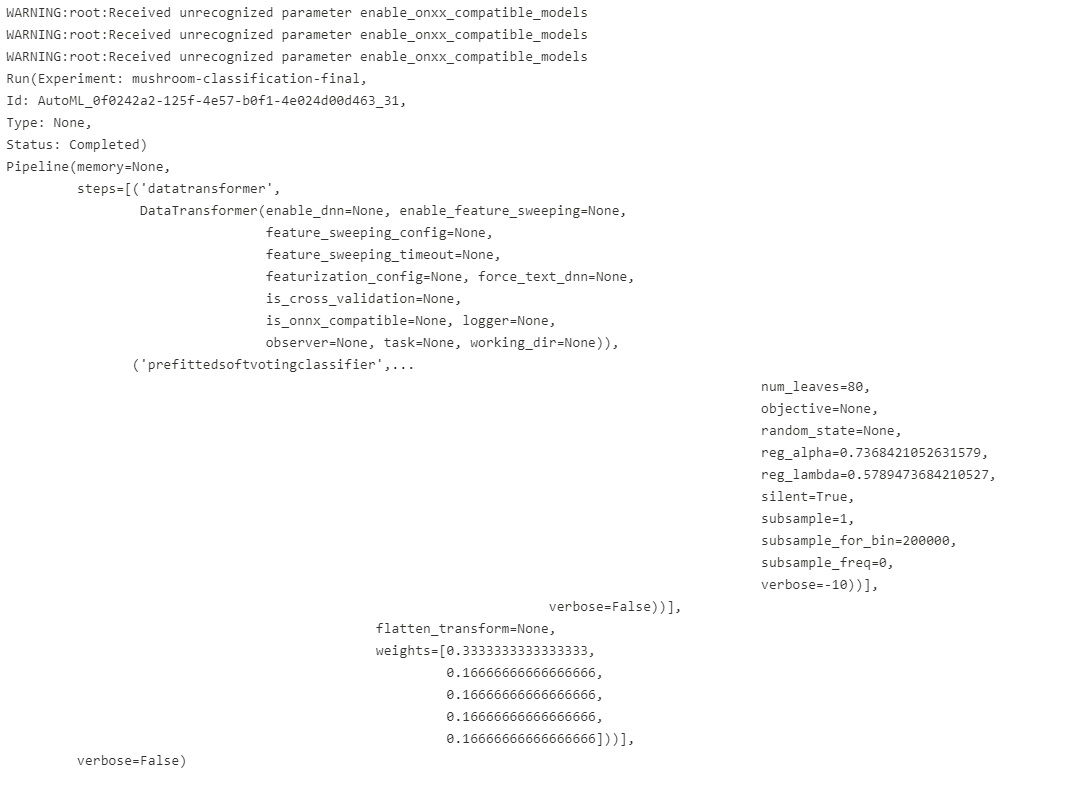 WARNING:root:Received unrecognized parameter enable_onxx_compatible_models
WARNING:root:Received unrecognized parameter enable_onxx_compatible_models
WARNING:root:Received unrecognized parameter enable_onxx_compatible_models
Run(Experiment: mushroom-classification-final,
Id: AutoML_0f0242a2-125f-4e57-b0f1-4e024d00d463_31,
Type: None,
Status: Completed)
Pipeline(memory=None,
         steps=[('datatransformer',
                 DataTransformer(enable_dnn=None, enable_feature_sweeping=None,
                                 feature_sweeping_config=None,
                                 feature_sweeping_timeout=None,
                                 featurization_config=None, force_text_dnn=None,
                                 is_cross_validation=None,
                                 is_onnx_compatible=None, logger=None,
                                 observer=None, task=None, working_dir=None)),
                ('prefittedsoftvotingclassifier',...
                                                                                                num_leaves=80,
                                                                                                objective=None,
                                                                                                random_state=None,
                                                                                                reg_alpha=0.7368421052631579,
                                                                                                reg_lambda=0.5789473684210527,
                                                                                                silent=True,
                                                                                                subsample=1,
                                                                                                subsample_for_bin=200000,
                                                                                                subsample_freq=0,
                                                                                                verbose=-10))],
                                                                     verbose=False))],
                                               flatten_transform=None,
                                               weights=[0.3333333333333333,
                                                        0.16666666666666666,
                                                        0.16666666666666666,
                                                        0.16666666666666666,
                                                        0.16666666666666666]))],
         verbose=False)